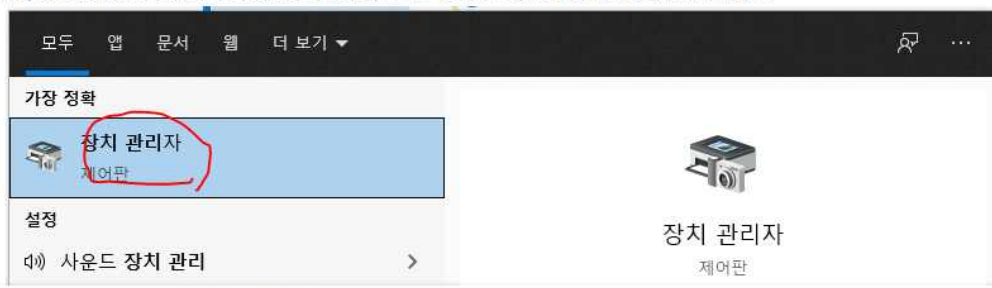 모두 앱 문서 웹 더 보기
가장 정확
장치 관리자
제어판
설정
사운드 장치 관리
장치 관리자
제어판